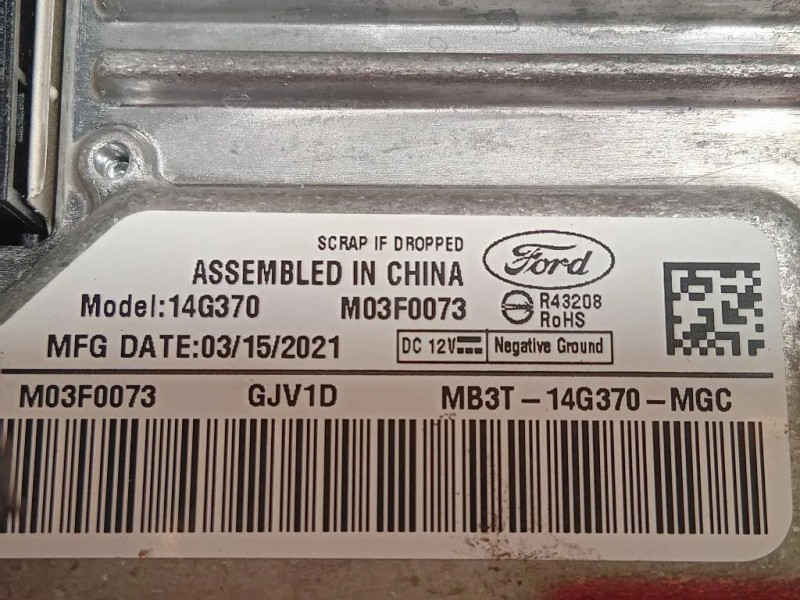 SCRAP IF DROPPED
ASSEMBLED IN CHINA
Ford
Model:14G370 M03F0073
R43208
RoHS
MFG DATE:03/15/2021
DC 12V
Negative Ground
M03F0073 GJV1D MB3T-14G370-MGC